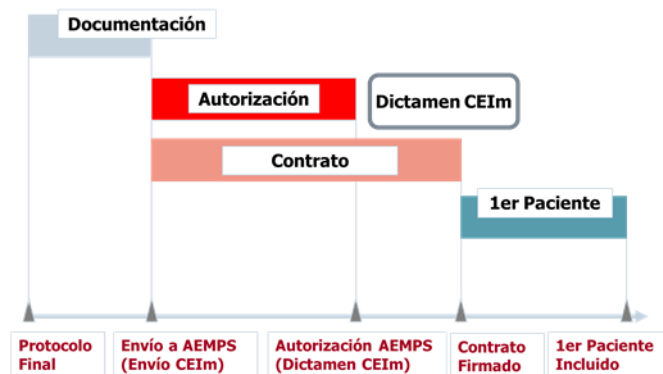 Documentación
Autorización
Dictamen CEIm
Contrato
1er Paciente
Protocolo
Final
Envío a AEMPS
(Envío CEIm)
Autorización AEMPS
(Dictamen CEIm)
Contrato
Firmado
1er Paciente
Incluido